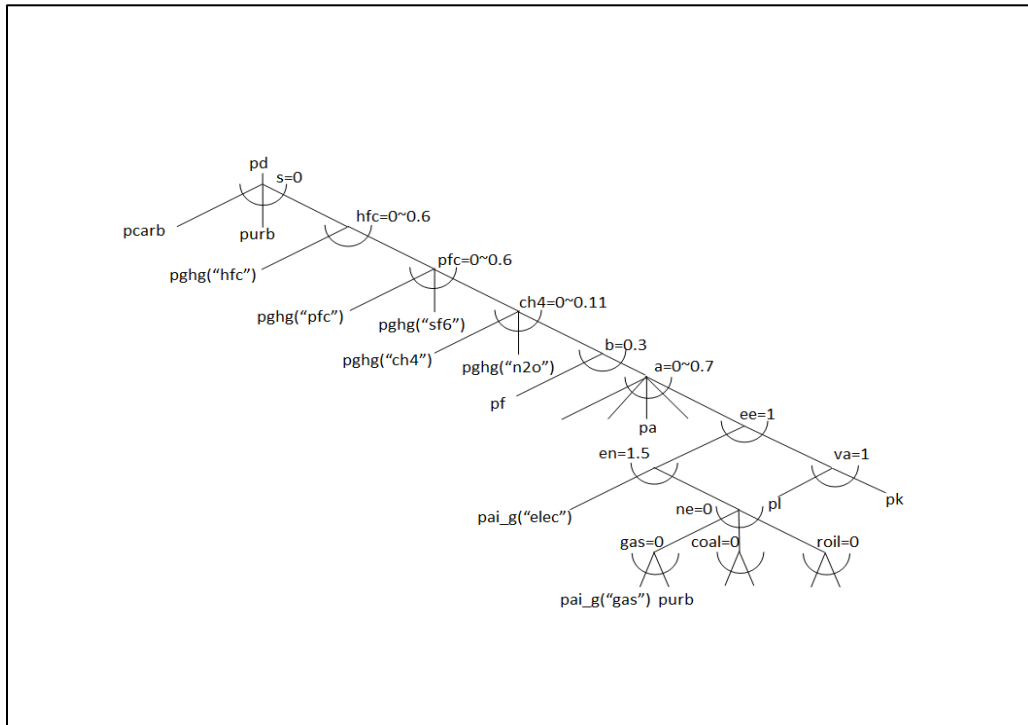 pd
s=0
pcarb
purb
hfc=0~0.6
pghg(“hfc”)
pfc=0~0.6
pghg(“pfc”)
pghg(“sf6”)
ch4=0~0.11
pghg(“ch4”)
pghg(“n2o”)
b=0.3
pf
a=0~0.7
pa
ee=1
en=1.5
va=1
pai_g(“elec”)
ne=0
pl
pk
gas=0
coal=0
roil=0
pai_g(“gas”) purb